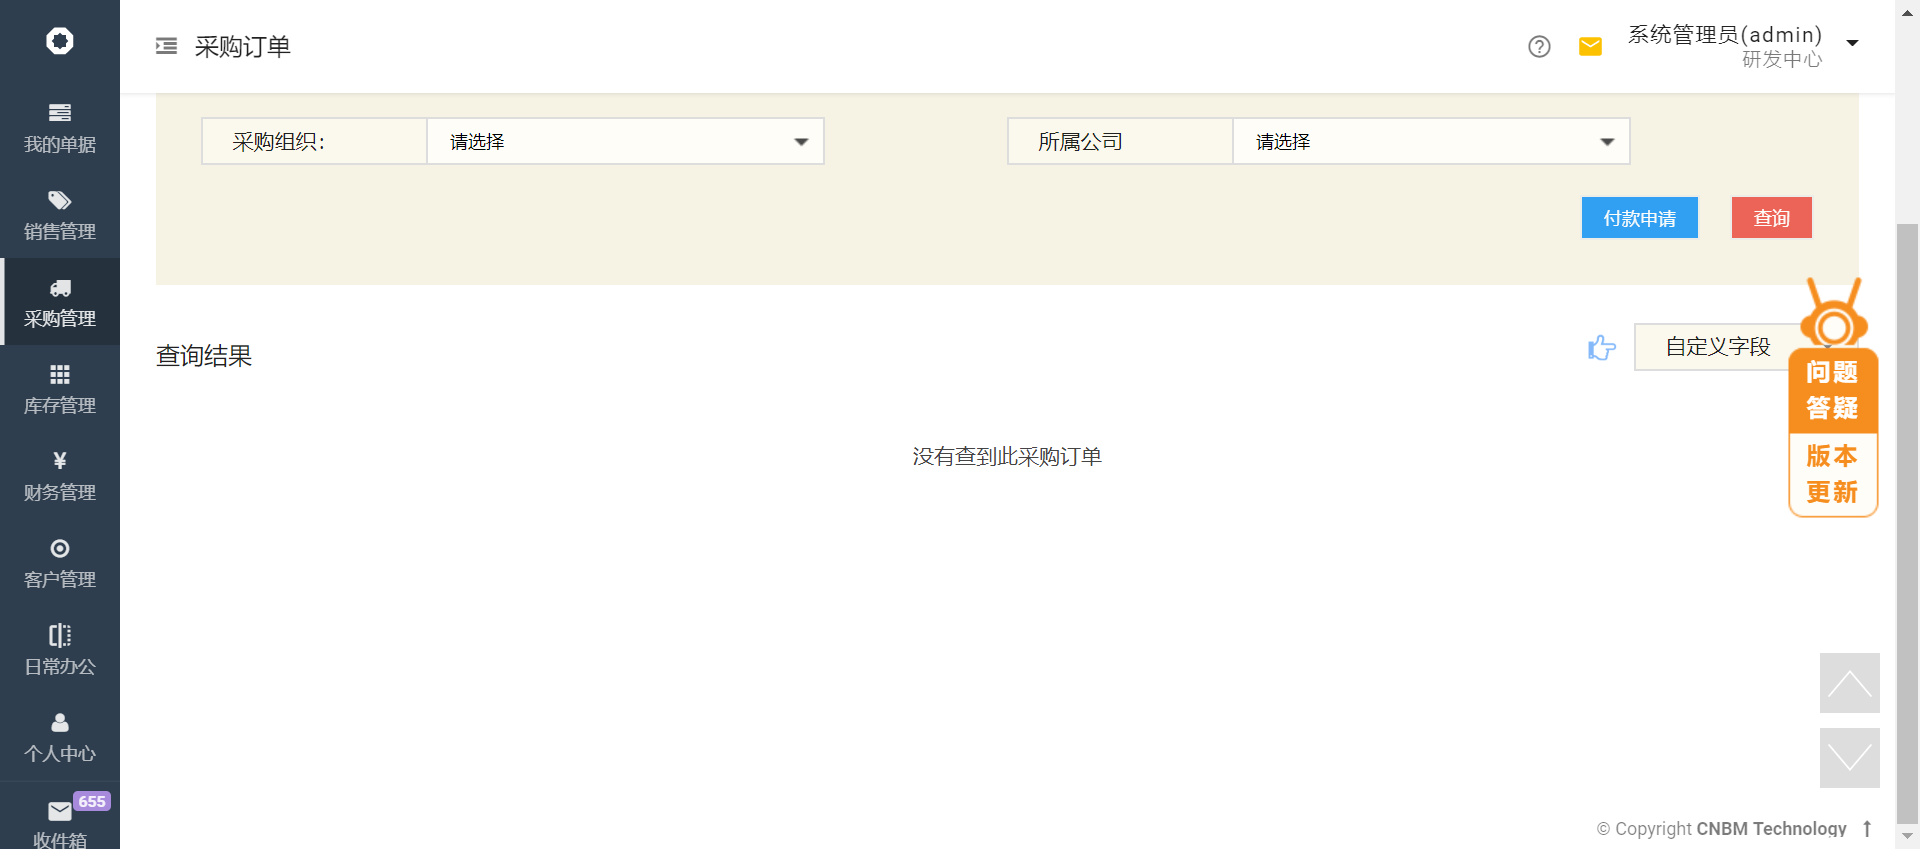 采购订单
系统管理员(admin)
研发中心
我的单据
销售管理
采购管理
库存管理
财务管理
客户管理
日常办公
个人中心
655
收件箱
采购组织：
请选择
所属公司
请选择
付款申请
查询
查询结果
自定义字段
问题
答疑
版本
更新
没有查到此采购订单
© Copyright CNBM Technology